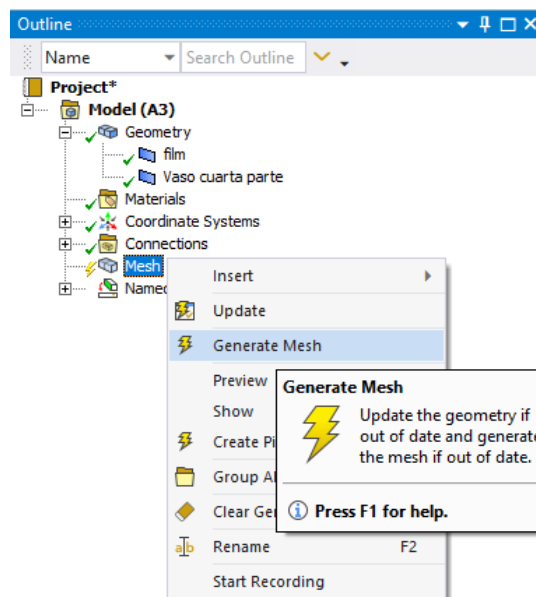 Outline
Name
Search Outline
Project*
Model (A3)
Geometry
film
Vaso cuarta parte
Materials
Coordinate Systems
Connections
Mesh
Named
Insert
Update
Generate Mesh
Preview
Show
Create Pi
Group Al
Clear Gen
Rename F2
Start Recording
Generate Mesh
Update the geometry if
out of date and generate
the mesh if out of date.
Press F1 for help.